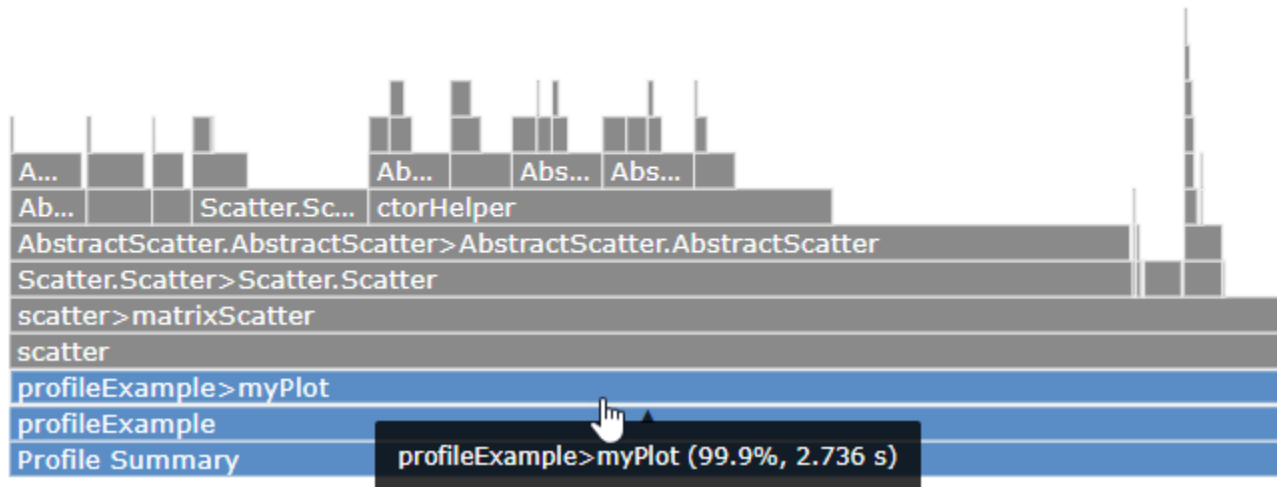 A...
Ab... Abs... Abs...
Ab... Scatter.Sc... ctorHelper
AbstractScatter.AbstractScatter>AbstractScatter.AbstractScatter
Scatter.Scatter>Scatter.Scatter
scatter>matrixScatter
scatter
profileExample>myPlot
profileExample
Profile Summary
profileExample>myPlot (99.9%, 2.736 s)